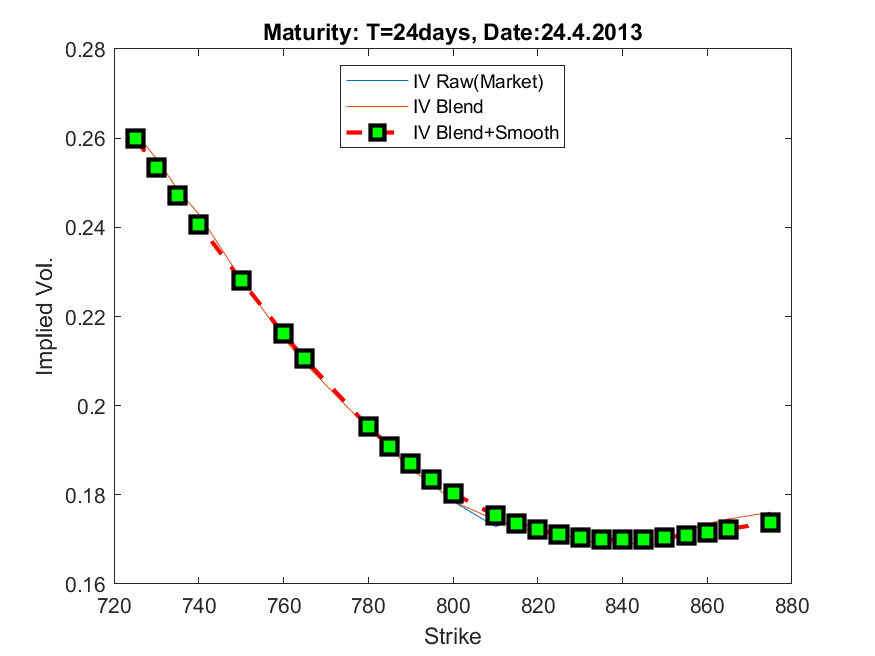 Maturity: T=24days, Date:24.4.2013
0.28
IV Raw(Market)
IV Blend
IV Blend+Smooth
0.26
0.24
0.22
0.2
0.18
0.16
Implied Vol.
720 740 760 780 800 820 840 860 880
Strike